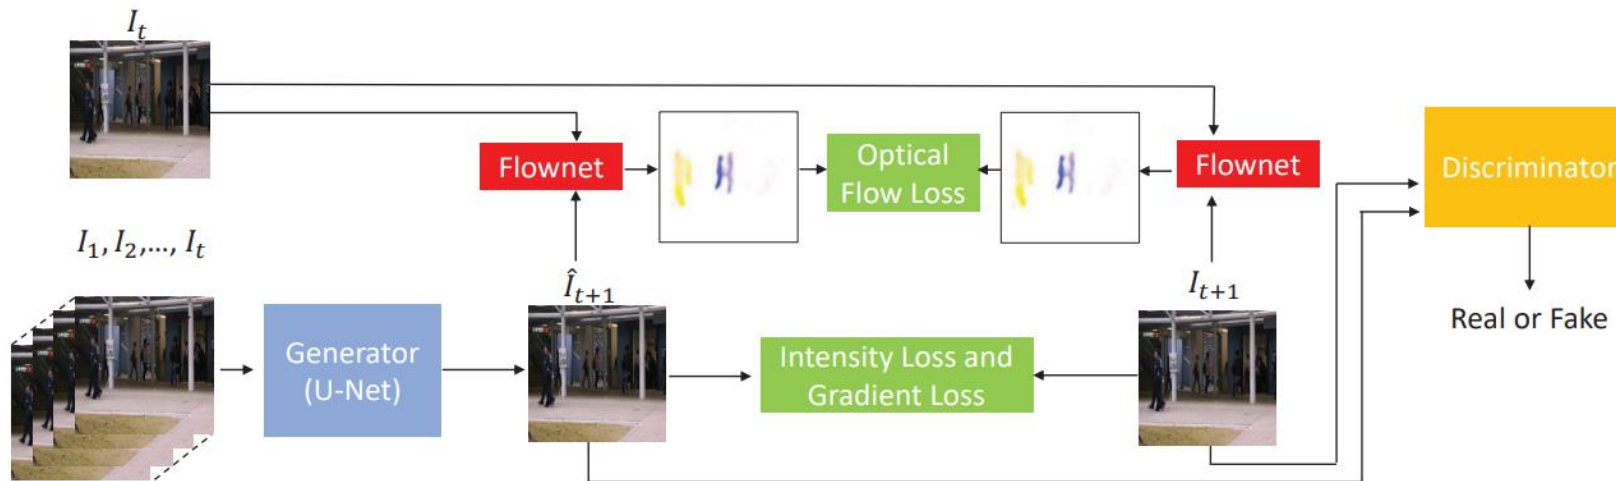 I_t
Flownet
Optical
Flow Loss
Flownet
Discriminator
I_1, I_2,..., I_t
Î_{t+1}
I_{t+1}
Generator
(U-Net)
Intensity Loss and
Gradient Loss
Real or Fake